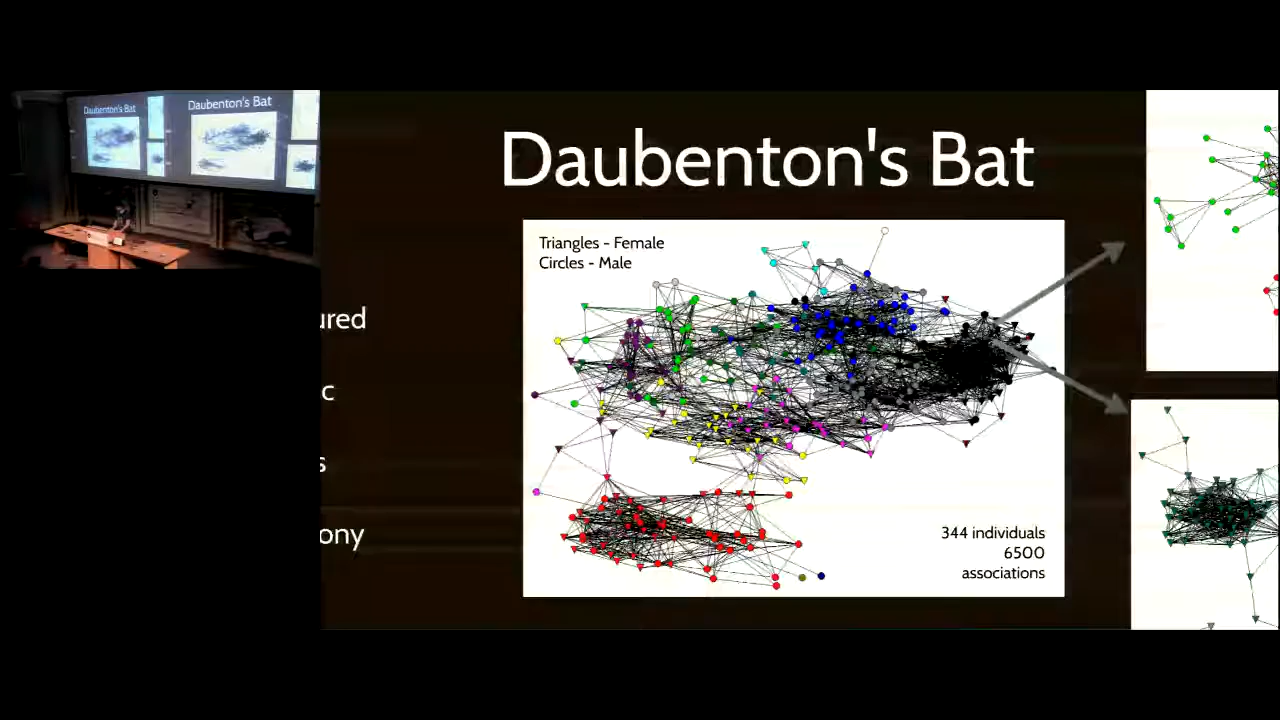 Daubenton's Bat
Daubenton's Bat
Daubenton's Bat
ured
c
s
ony
Triangles - Female
Circles - Male
344 individuals
6500
associations